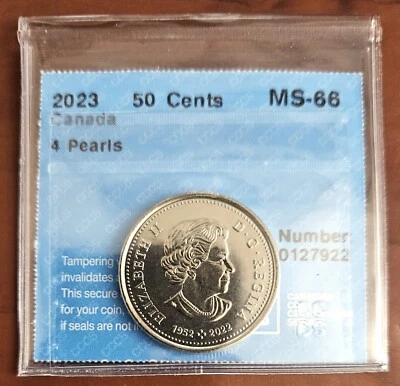 2023 50 Cents MS-66
Canada
4 Pearls
Number
0127922
Tampering
invalidates
This secure
for your coin,
if seals are not
ELIZABETH II D·G·REGINA
1952 2022